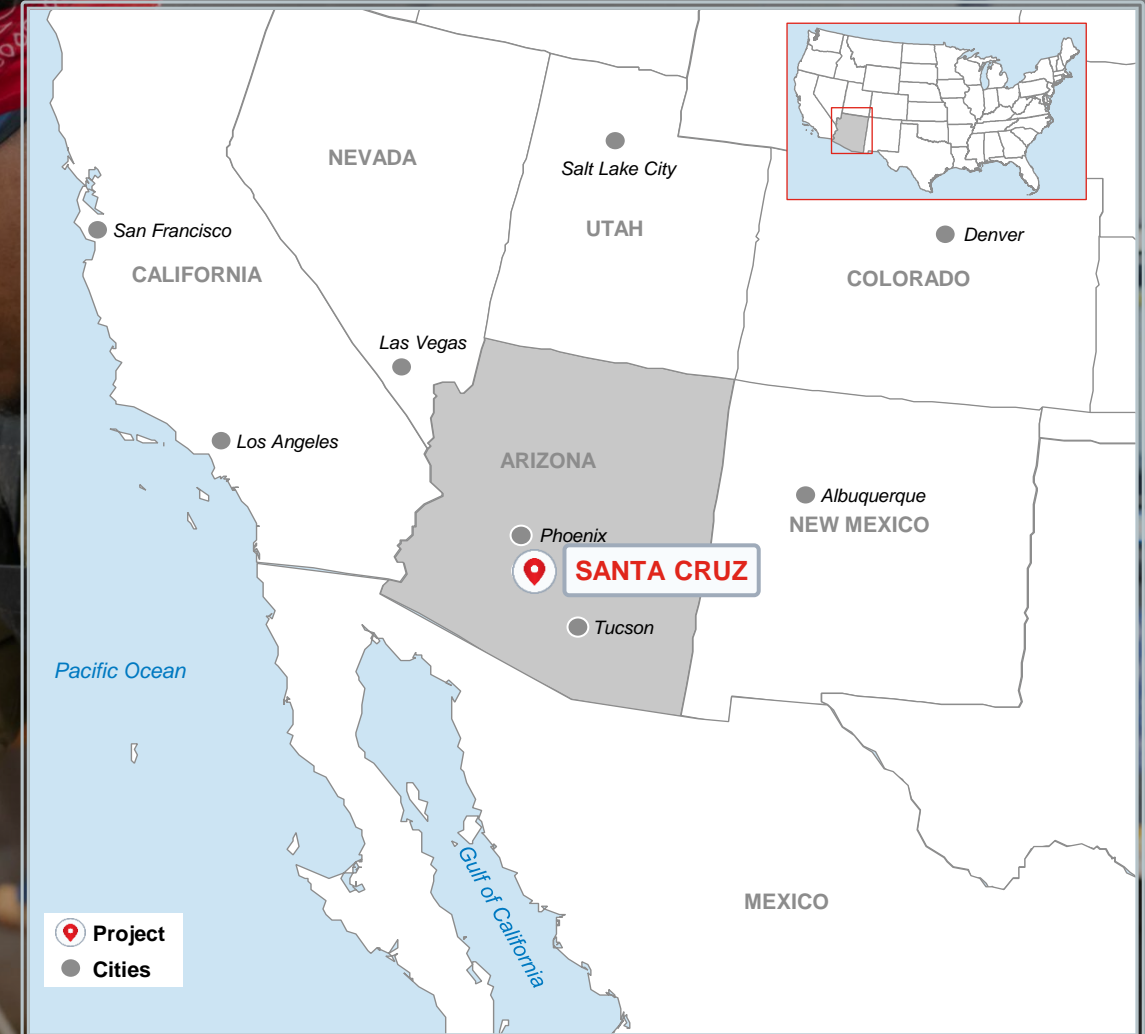 NEVADA
Salt Lake City
UTAH
San Francisco
CALIFORNIA
Denver
COLORADO
Las Vegas
Los Angeles
ARIZONA
Albuquerque
NEW MEXICO
Phoenix
SANTA CRUZ
Tucson
Pacific Ocean
Gulf of California
MEXICO
Project
Cities